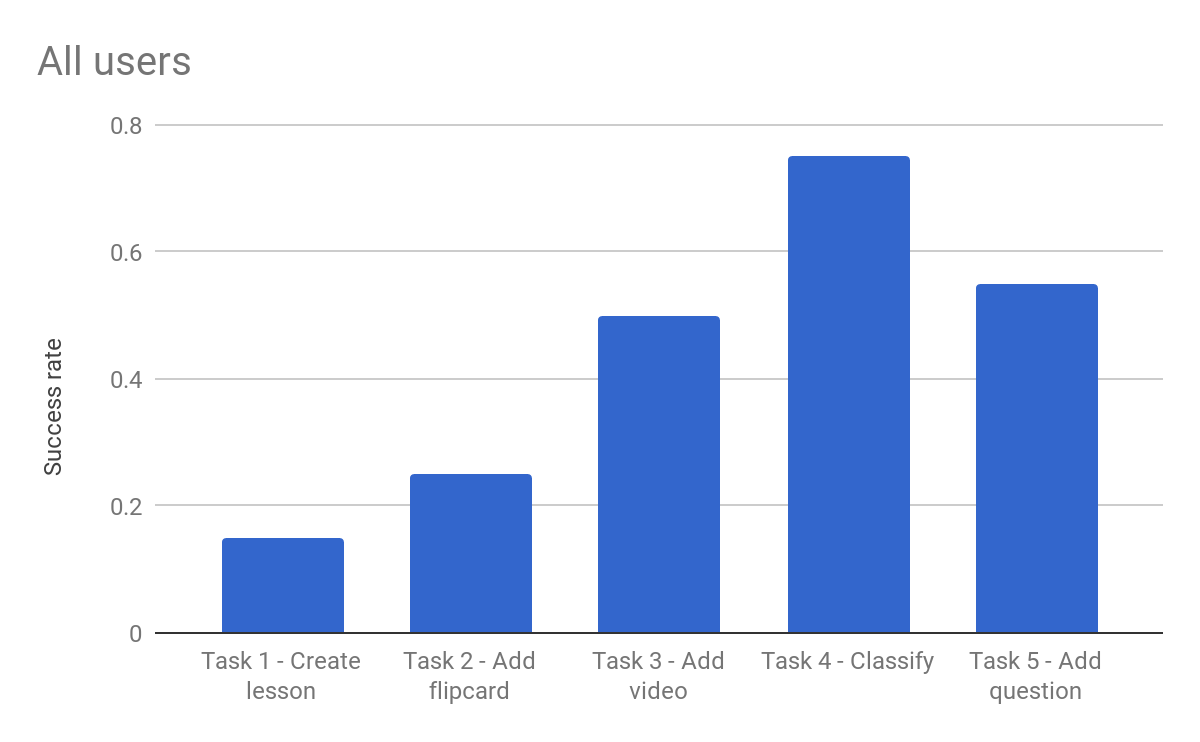 All users
0.8
0.6
0.4
0.2
0
Success rate
Task 1 - Create
lesson
Task 2 - Add
flipcard
Task 3 - Add
video
Task 4 - Classify
Task 5 - Add
question